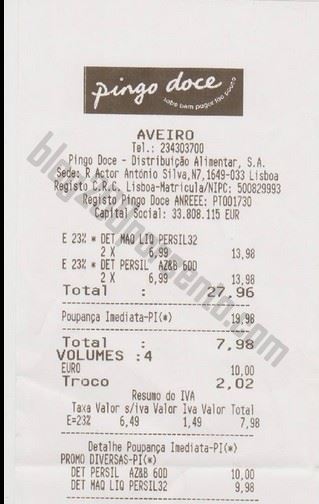 pingo doce
sabe bem pagar tão pouco
AVEIRO
Tel.: 234303700
Pingo Doce - Distribuição Alimentar, S.A.
Sede: R Actor António Silva,N7,1649-033 Lisboa
Registo C.R.C. Lisboa-Matricula/NIPC: 500829993
Registo Pingo Doce ANREEE: PT001730
Capital Social: 33.808.115 EUR
E 23% * DET MAQ LIQ PERSIL32
2 X 6,99 13,98
E 23% * DET PERSIL AZ&B 60D
2 X 6,99 13,98
Total : 27,96
Poupança Imediata-PI(*) 19,98
Total : 7,98
VOLUMES :4
EURO 10,00
Troco 2,02
Resumo do IVA
Taxa Valor s/iva Valor Iva Valor Total
E=23% 6,49 1,49 7,98
Detalhe Poupança Imediata-PI(*)
PROMO DIVERSAS-PI(*)
DET PERSIL AZ&B 60D 10,00
DET MAQ LIQ PERSIL32 9,98